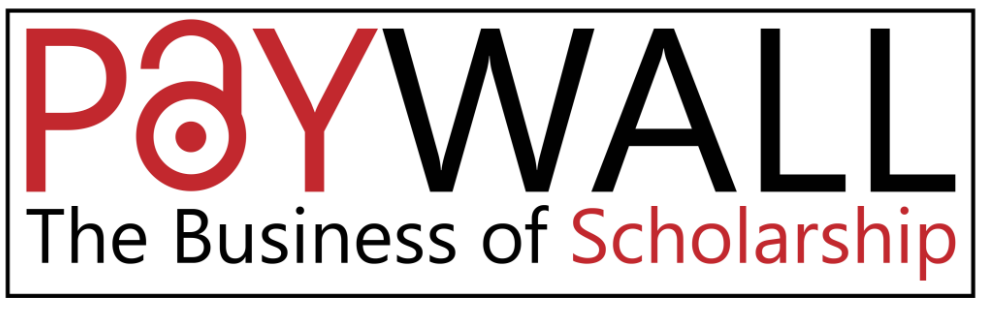 PAYWALL
The Business of Scholarship